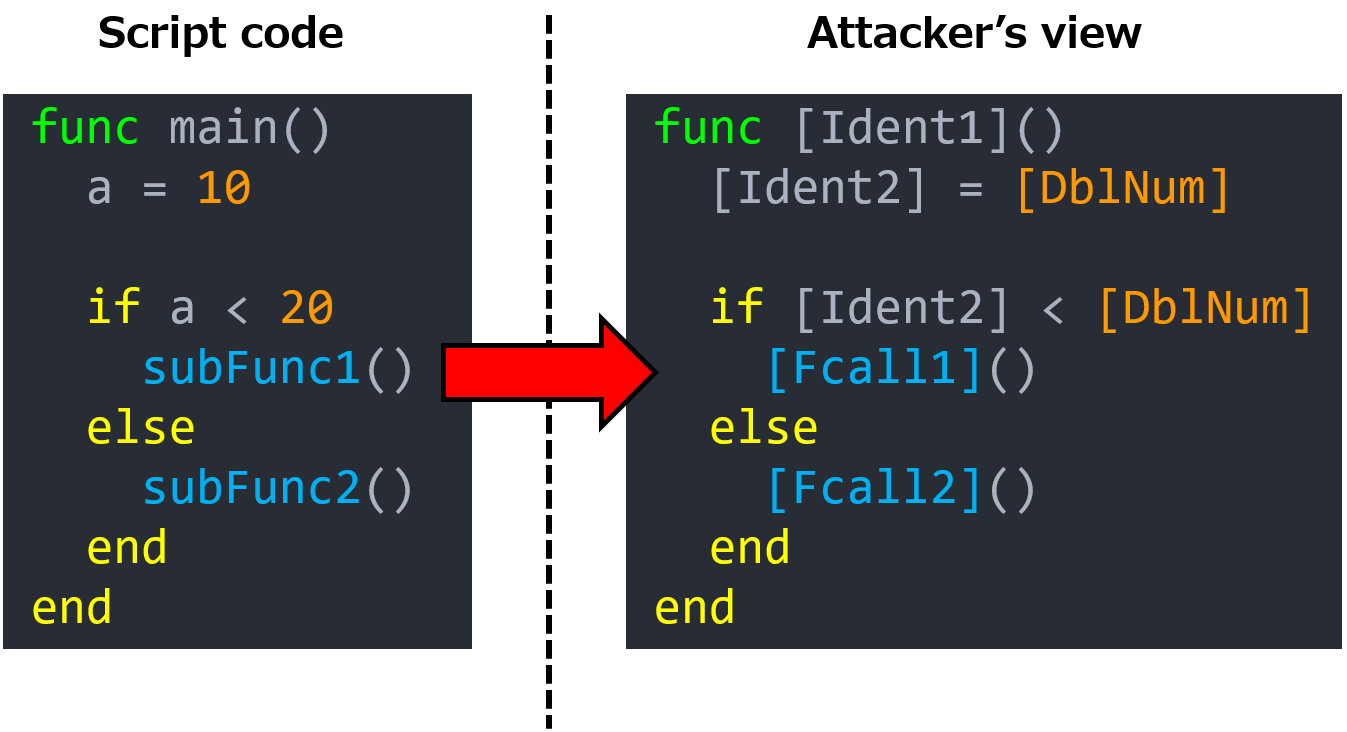 Script code
func main()
a = 10
if a < 20
subFunc1()
else
subFunc2()
end
end
Attacker’s view
func [Ident1]()
[Ident2] = [DblNum]
if [Ident2] < [DblNum]
[Fcall1]()
else
[Fcall2]()
end
end